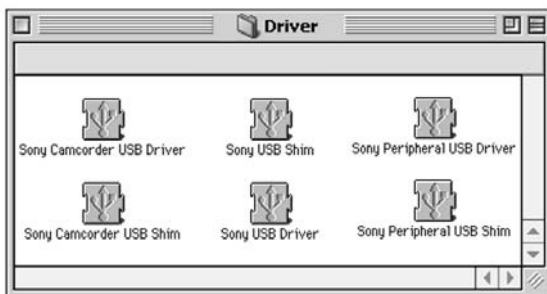 Driver
Sony Camcorder USB Driver
Sony USB Shim
Sony Peripheral USB Driver
Sony Camcorder USB Shim
Sony USB Driver
Sony Peripheral USB Shim